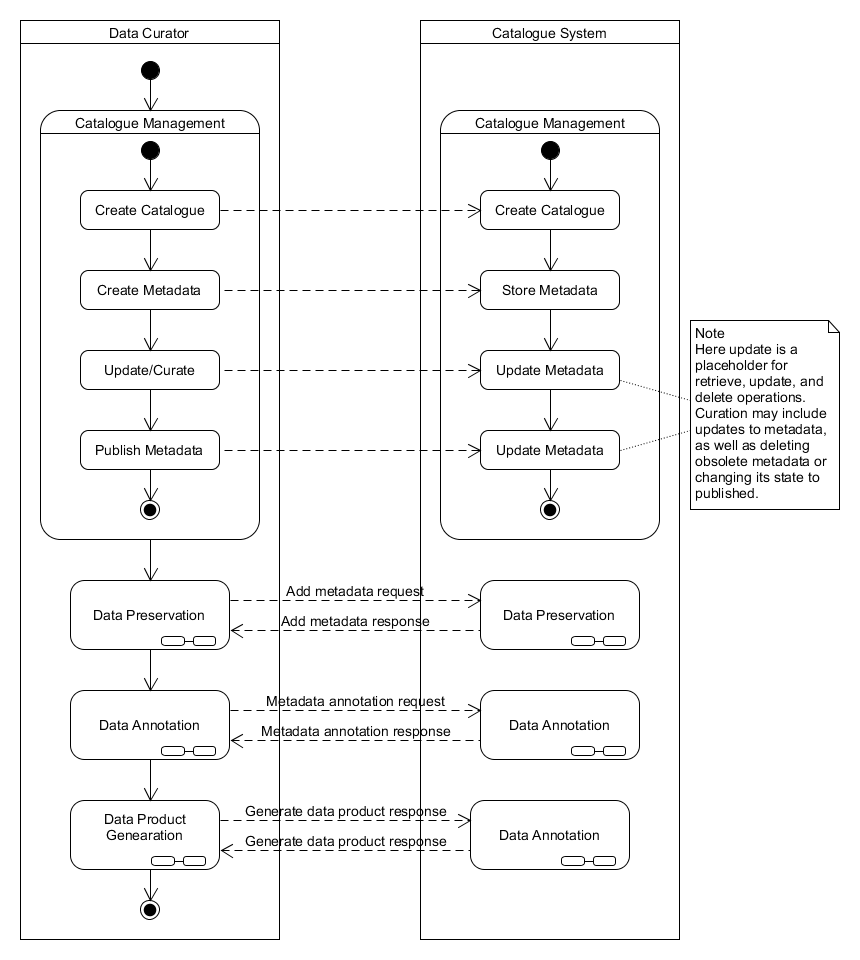 Data Curator
Catalogue System
Catalogue Management
Catalogue Management
Create Catalogue
Create Catalogue
Create Metadata
Store Metadata
Update/Curate
Update Metadata
Publish Metadata
Update Metadata
Note
Here update is a
placeholder for
retrieve, update, and
delete operations.
Curation may include
updates to metadata,
as well as deleting
obsolete metadata or
changing its state to
published.
Data Preservation
Add metadata request
Add metadata response
Data Preservation
Data Annotation
Metadata annotation request
Metadata annotation response
Data Annotation
Data Product
Genearation
Generate data product response
Generate data product response
Data Annotation